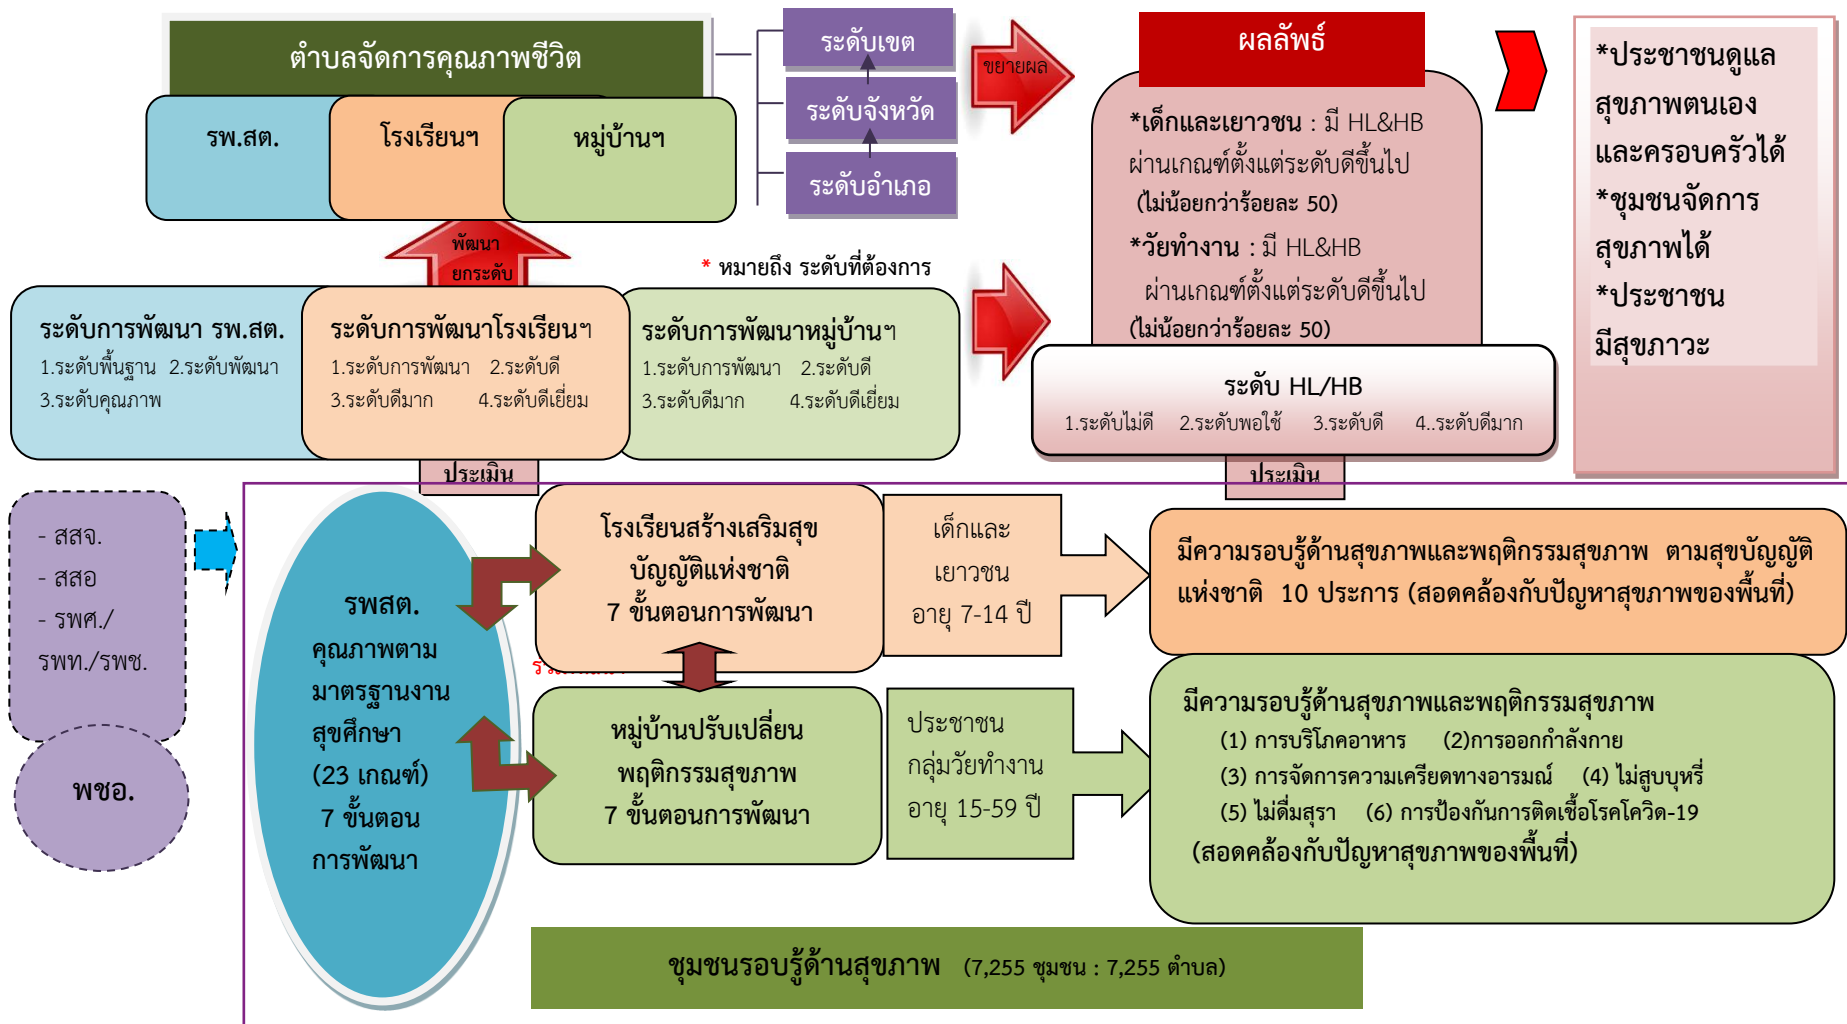 ตำบลจัดการคุณภาพชีวิต
รพ.สต.
โรงเรียนฯ
หมู่บ้านฯ
ระดับเขต
ระดับจังหวัด
ระดับอำเภอ
ขยายผล
ผลลัพธ์
*เด็กและเยาวชน : มี HL&HB
ผ่านเกณฑ์ตั้งแต่ระดับดีขึ้นไป
(ไม่น้อยกว่าร้อยละ 50)
*วัยทำงาน : มี HL&HB
ผ่านเกณฑ์ตั้งแต่ระดับดีขึ้นไป
(ไม่น้อยกว่าร้อยละ 50)
*ประชาชนดูแล
สุขภาพตนเอง
และครอบครัวได้
*ชุมชนจัดการ
สุขภาพได้
*ประชาชน
มีสุขภาวะ
พัฒนา
ยกระดับ
* หมายถึง ระดับที่ต้องการ
ระดับการพัฒนา รพ.สต.
1.ระดับพื้นฐาน 2.ระดับพัฒนา
3.ระดับคุณภาพ
ระดับการพัฒนาโรงเรียนฯ
1.ระดับการพัฒนา 2.ระดับดี
3.ระดับดีมาก 4.ระดับดีเยี่ยม
ระดับการพัฒนาหมู่บ้านฯ
1.ระดับการพัฒนา 2.ระดับดี
3.ระดับดีมาก 4.ระดับดีเยี่ยม
ระดับ HL/HB
1.ระดับไม่ดี 2.ระดับพอใช้ 3.ระดับดี 4..ระดับดีมาก
ประเมิน
ประเมิน
- สสจ.
- สสอ
- รพศ./
รพท./รพช.
พชอ.
รพสต.
คุณภาพตาม
มาตรฐานงาน
สุขศึกษา
(23 เกณฑ์)
7 ขั้นตอน
การพัฒนา
โรงเรียนสร้างเสริมสุข
บัญญัติแห่งชาติ
7 ขั้นตอนการพัฒนา
เด็กและ
เยาวชน
อายุ 7-14 ปี
มีความรอบรู้ด้านสุขภาพและพฤติกรรมสุขภาพ ตามสุขบัญญัติ
แห่งชาติ 10 ประการ (สอดคล้องกับปัญหาสุขภาพของพื้นที่)
หมู่บ้านปรับเปลี่ยน
พฤติกรรมสุขภาพ
7 ขั้นตอนการพัฒนา
ประชาชน
กลุ่มวัยทำงาน
อายุ 15-59 ปี
มีความรอบรู้ด้านสุขภาพและพฤติกรรมสุขภาพ
(1) การบริโภคอาหาร (2)การออกกำลังกาย
(3) การจัดการความเครียดทางอารมณ์ (4) ไม่สูบบุหรี่
(5) ไม่ดื่มสุรา (6) การป้องกันการติดเชื้อโรคโควิด-19
(สอดคล้องกับปัญหาสุขภาพของพื้นที่)
ชุมชนรอบรู้ด้านสุขภาพ (7,255 ชุมชน : 7,255 ตำบล)